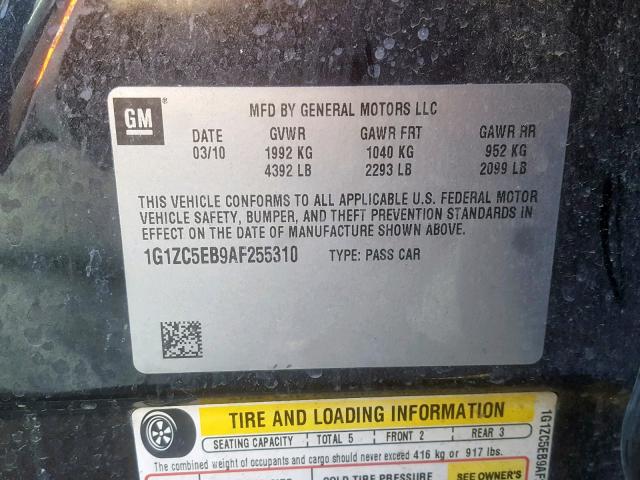 GM ®
MFD BY GENERAL MOTORS LLC
DATE GVWR GAWR FRT GAWR RR
03/10 1992 KG 1040 KG 952 KG
4392 LB 2293 LB 2099 LB
THIS VEHICLE CONFORMS TO ALL APPLICABLE U.S. FEDERAL MOTOR
VEHICLE SAFETY, BUMPER, AND THEFT PREVENTION STANDARDS IN
EFFECT ON THE DATE OF MANUFACTURE SHOWN ABOVE.
1G1ZC5EB9AF255310 TYPE: PASS CAR
TIRE AND LOADING INFORMATION
SEATING CAPACITY TOTAL 5 FRONT 2 REAR 3
The combined weight of occupants and cargo should never exceed 416 kg or 917 lbs.
COLD TIRE PRESSURE SEE OWNER'S
1G1ZC5EB9AF